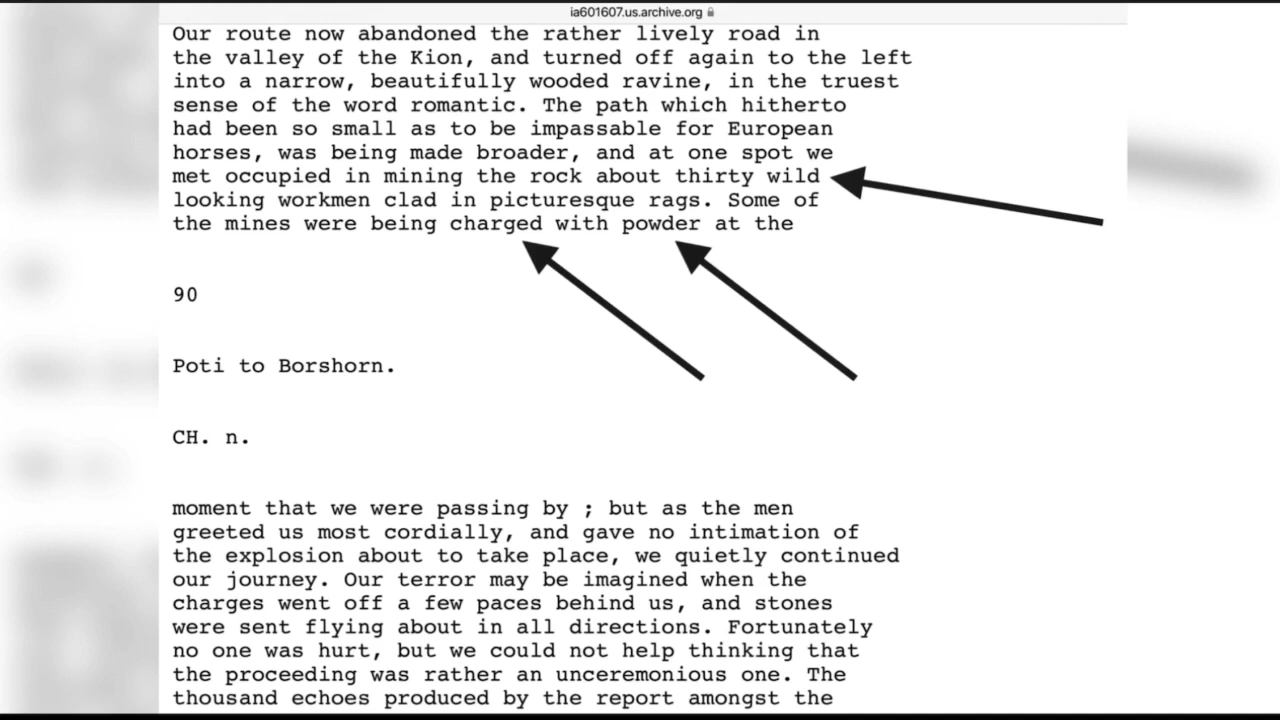 ia601607.us.archive.org
Our route now abandoned the rather lively road in
the valley of the Kion, and turned off again to the left
into a narrow, beautifully wooded ravine, in the truest
sense of the word romantic. The path which hitherto
had been so small as to be impassable for European
horses, was being made broader, and at one spot we
met occupied in mining the rock about thirty wild
looking workmen clad in picturesque rags. Some of
the mines were being charged with powder at the
90
Poti to Borshorn.
CH. n.
moment that we were passing by ; but as the men
greeted us most cordially, and gave no intimation of
the explosion about to take place, we quietly continued
our journey. Our terror may be imagined when the
charges went off a few paces behind us, and stones
were sent flying about in all directions. Fortunately
no one was hurt, but we could not help thinking that
the proceeding was rather an unceremonious one. The
thousand echoes produced by the report amongst the